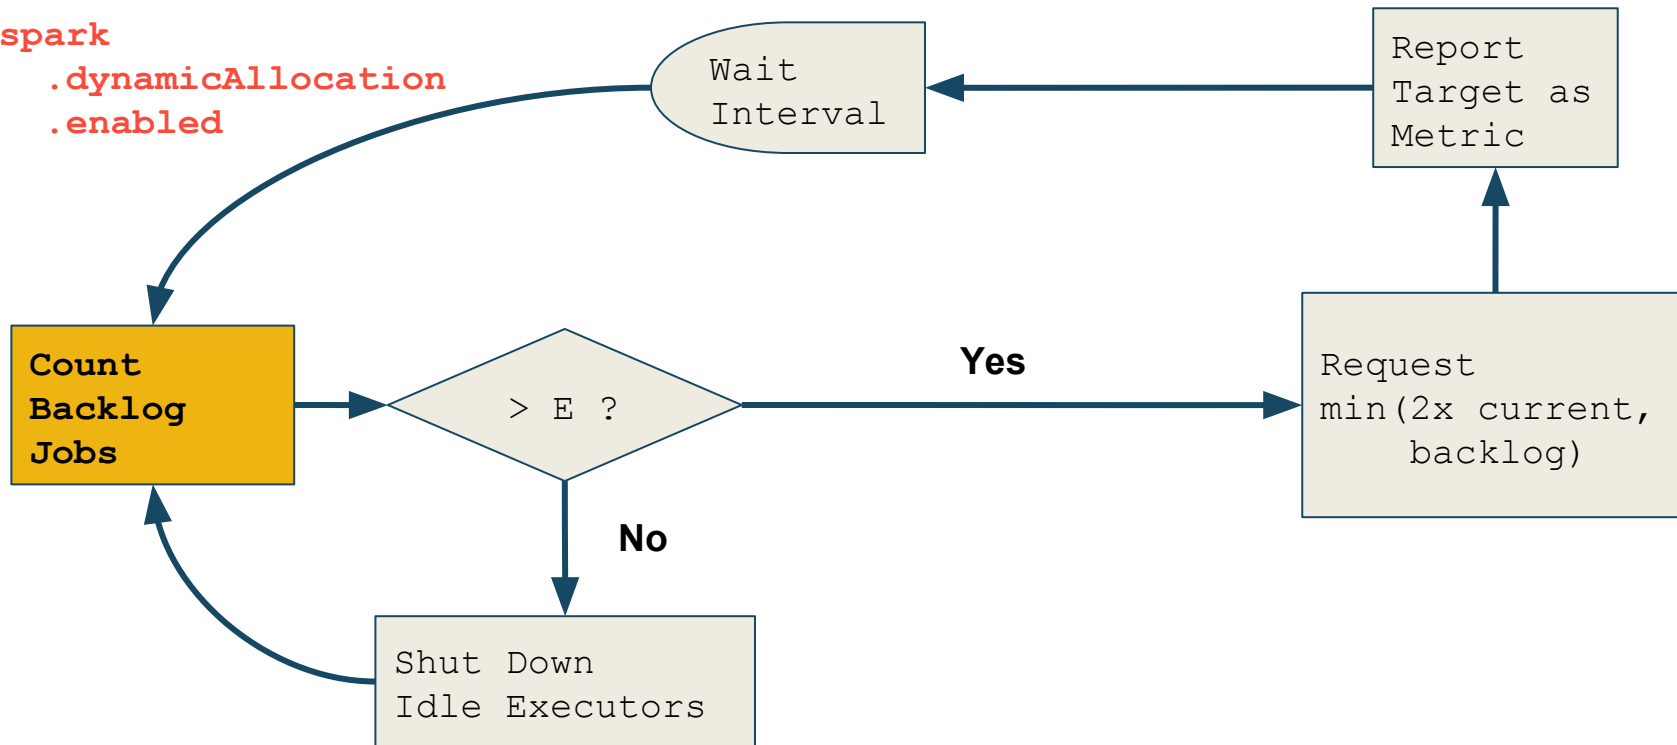 spark
.dynamicAllocation
.enabled
Wait
Interval
Report
Target as
Metric
Count
Backlog
Jobs
> E ?
Yes
Request
min(2x current,
backlog)
No
Shut Down
Idle Executors